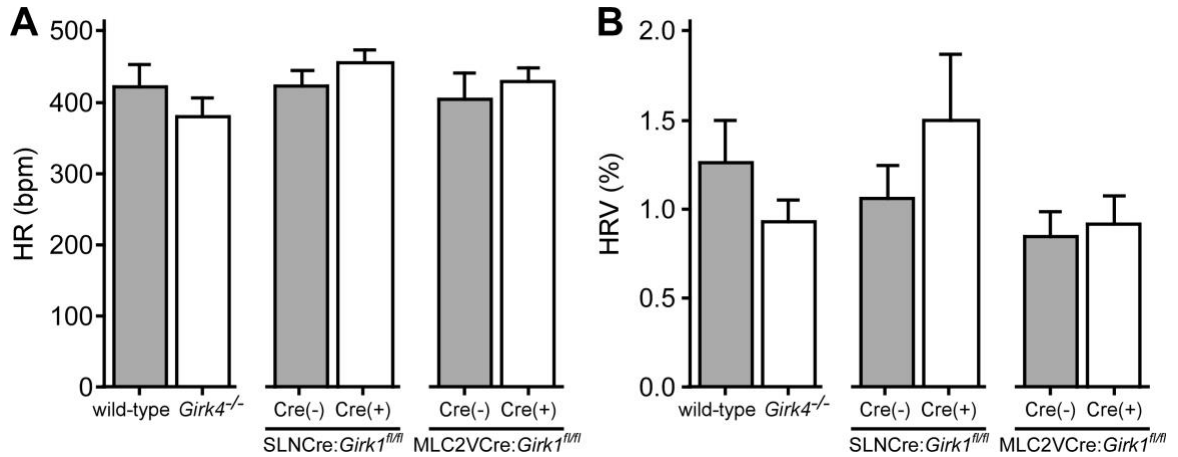 A
HR (bpm)
500
400
300
200
100
0
wild-type Girk4⁻/⁻
Cre(-) Cre(+)
SLNCre:Girk1fl/fl
Cre(-) Cre(+)
MLC2VCre:Girk1fl/fl
B
HRV (%)
2.0
1.5
1.0
0.5
0.0
wild-type Girk4⁻/⁻
Cre(-) Cre(+)
SLNCre:Girk1fl/fl
Cre(-) Cre(+)
MLC2VCre:Girk1fl/fl